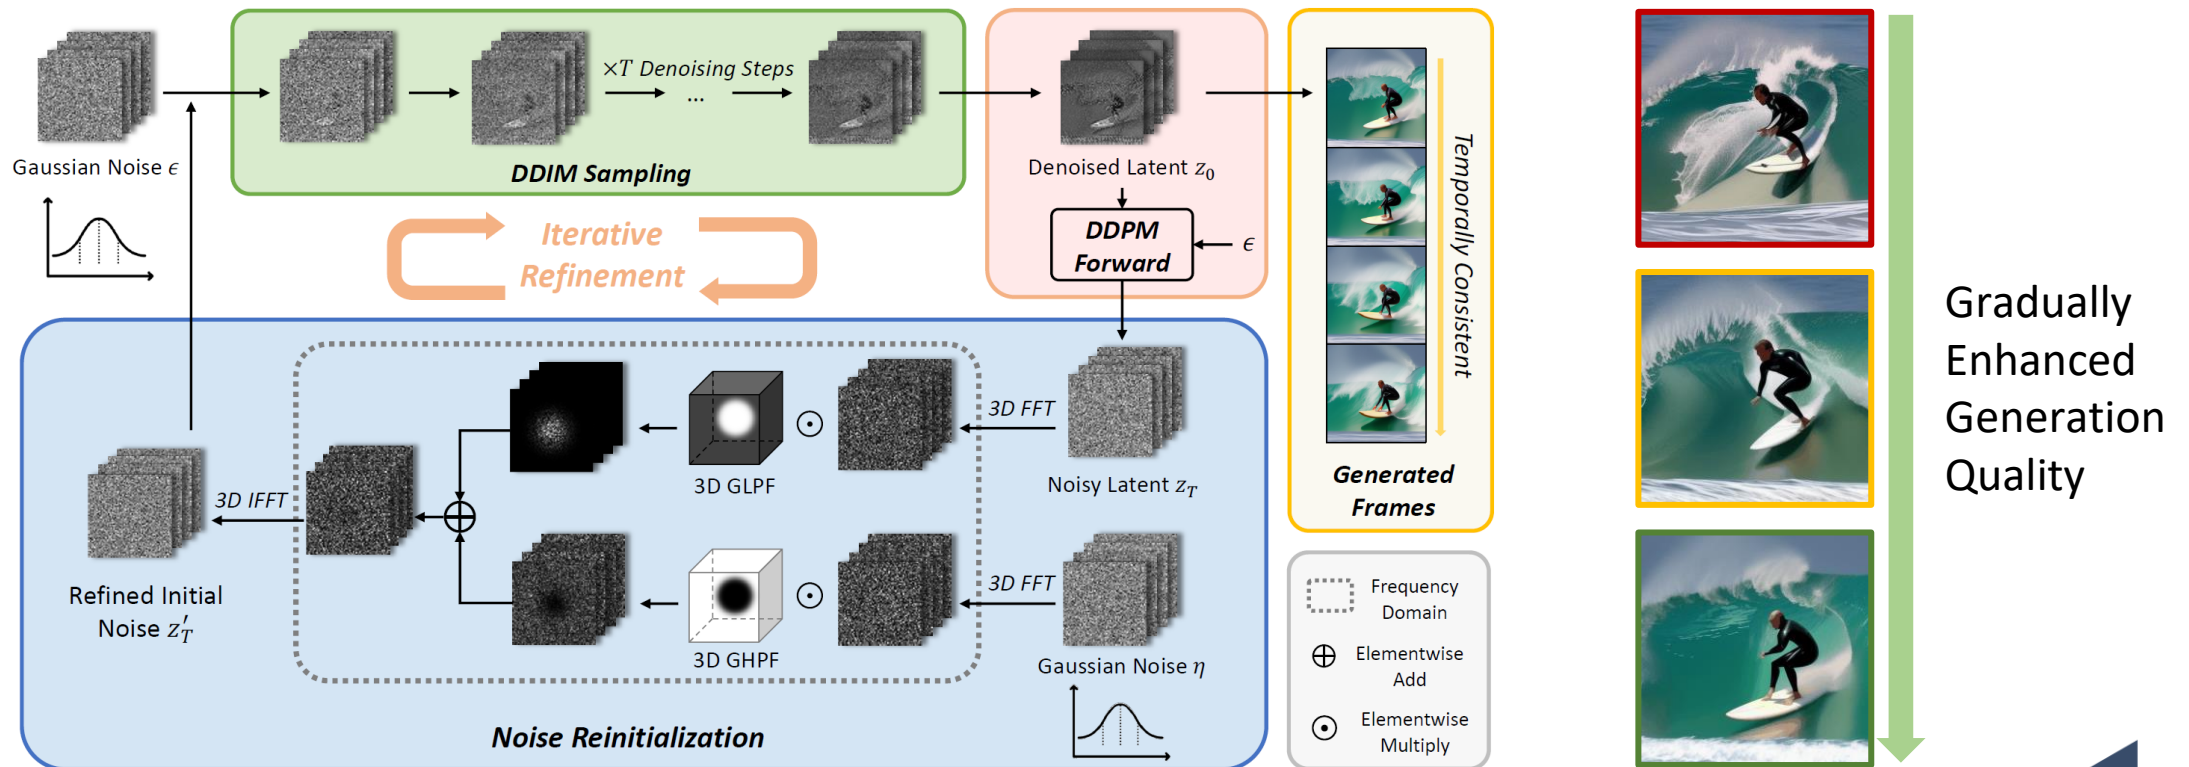 ×T Denoising Steps
...
Gaussian Noise ϵ
DDIM Sampling
Denoised Latent z₀
DDPM
Forward
ϵ
Iterative
Refinement
Temporally Consistent
Generated
Frames
3D FFT
3D GLPF
Noisy Latent z_T
3D IFFT
3D FFT
3D GHPF
Refined Initial
Noise z′_T
Gaussian Noise η
Noise Reinitialization
Frequency
Domain
Elementwise
Add
Elementwise
Multiply
Gradually
Enhanced
Generation
Quality